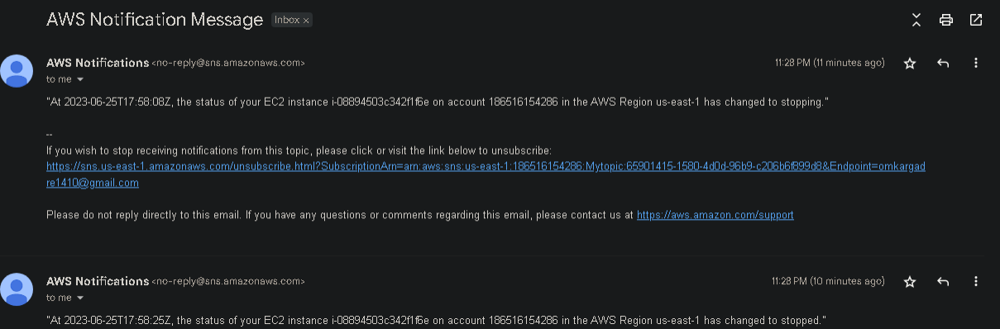 AWS Notification Message Inbox ×
AWS Notifications <no-reply@sns.amazonaws.com> 11:28 PM (11 minutes ago)
to me
"At 2023-06-25T17:58:08Z, the status of your EC2 instance i-08894503c342f1f6e on account 186516154286 in the AWS Region us-east-1 has changed to stopping."
--
If you wish to stop receiving notifications from this topic, please click or visit the link below to unsubscribe:
https://sns.us-east-1.amazonaws.com/unsubscribe.html?SubscriptionArn=arn:aws:sns:us-east-1:186516154286:Mytopic:65901415-1580-4d0d-96b9-c206b6f899d8&Endpoint=omkargad
re1410@gmail.com
Please do not reply directly to this email. If you have any questions or comments regarding this email, please contact us at https://aws.amazon.com/support
AWS Notifications <no-reply@sns.amazonaws.com> 11:28 PM (10 minutes ago)
to me
"At 2023-06-25T17:58:25Z, the status of your EC2 instance i-08894503c342f1f6e on account 186516154286 in the AWS Region us-east-1 has changed to stopped."